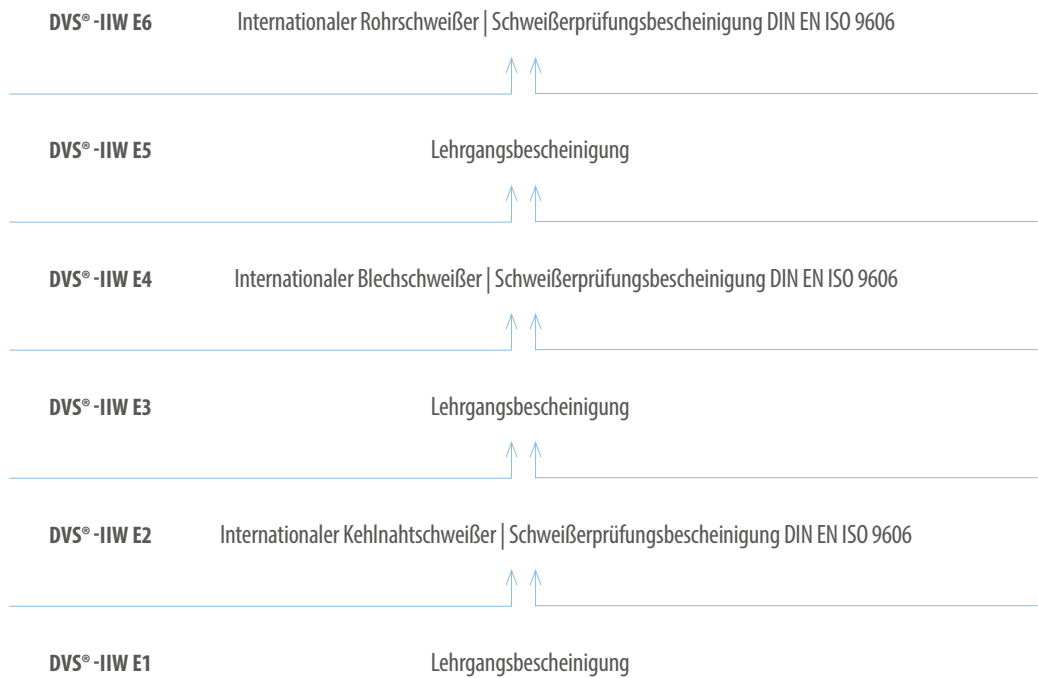 DVS® -IIW E6 Internationaler Rohrschweißer | Schweißerprüfungsbescheinigung DIN EN ISO 9606
DVS® -IIW E5 Lehrgangsbescheinigung
DVS® -IIW E4 Internationaler Blechschweißer | Schweißerprüfungsbescheinigung DIN EN ISO 9606
DVS® -IIW E3 Lehrgangsbescheinigung
DVS® -IIW E2 Internationaler Kehlnahtschweißer | Schweißerprüfungsbescheinigung DIN EN ISO 9606
DVS® -IIW E1 Lehrgangsbescheinigung